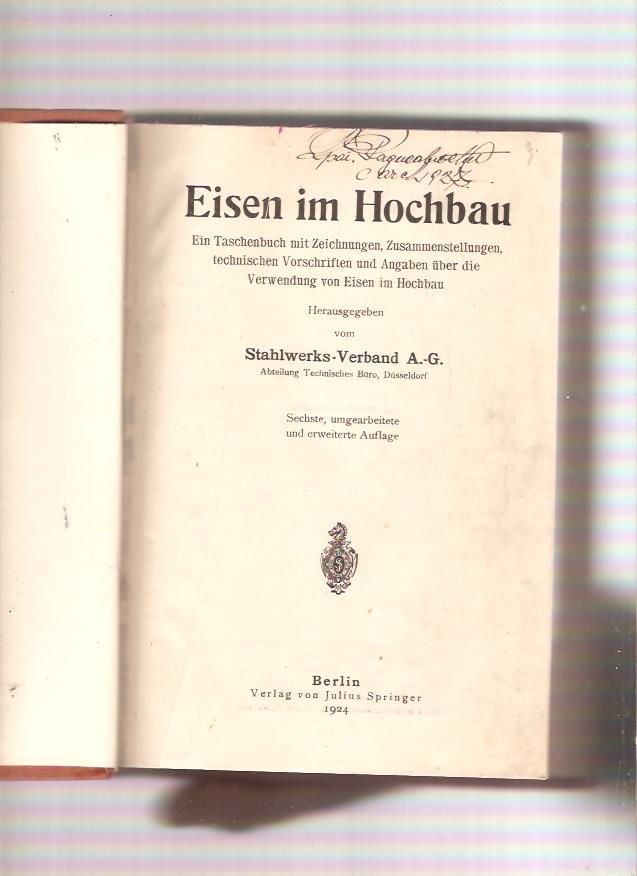 Eisen im Hochbau
Ein Taschenbuch mit Zeichnungen, Zusammenstellungen,
technischen Vorschriften und Angaben über die
Verwendung von Eisen im Hochbau
Herausgegeben
vom
Stahlwerks-Verband A.-G.
Abteilung Technisches Büro, Düsseldorf
Sechste, umgearbeitete
und erweiterte Auflage
Berlin
Verlag von Julius Springer
1924